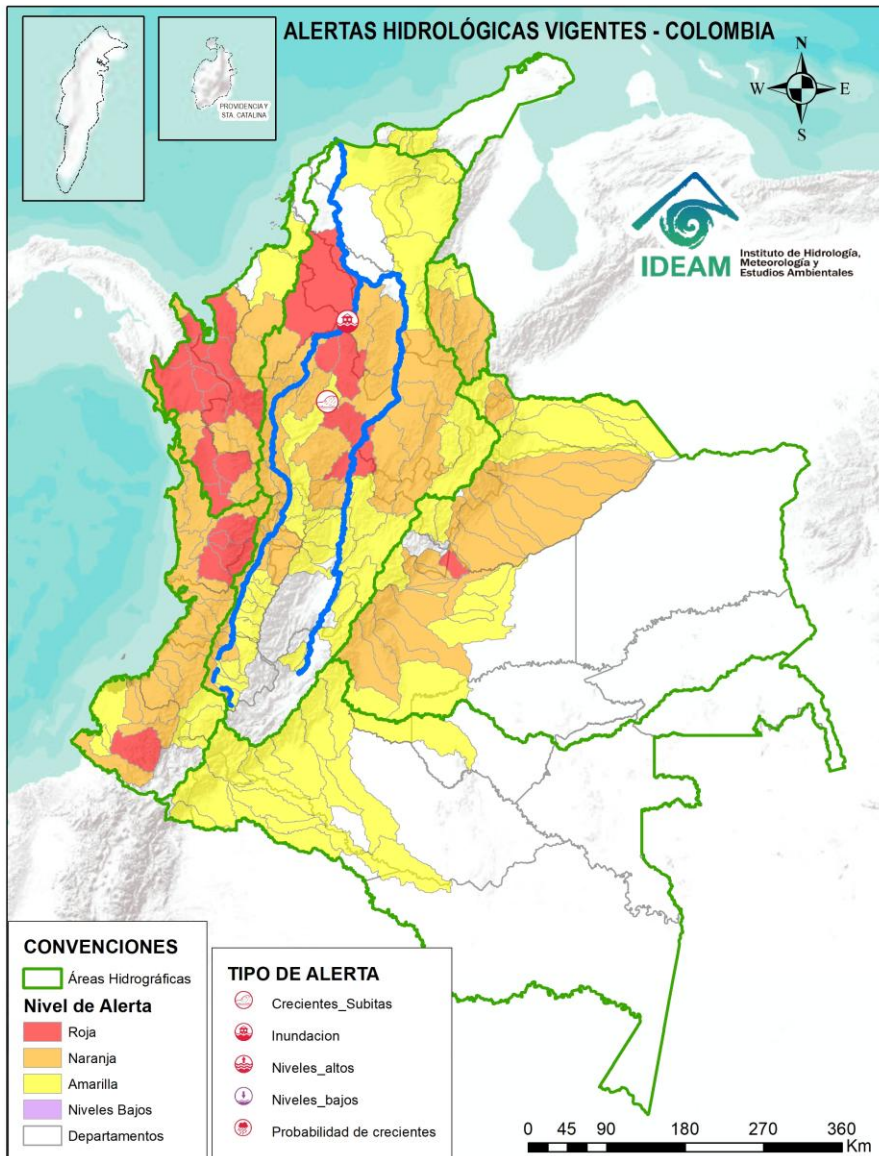 ALERTAS HIDROLÓGICAS VIGENTES - COLOMBIA
PROVIDENCIA Y
STA. CATALINA
N
W
E
S
IDEAM
Instituto de Hidrología,
Meteorología y
Estudios Ambientales
CONVENCIONES
Áreas Hidrográficas
Nivel de Alerta
Roja
Naranja
Amarilla
Niveles Bajos
Departamentos
TIPO DE ALERTA
Crecientes_Subitas
Inundacion
Niveles_altos
Niveles_bajos
Probabilidad de crecientes
0 45 90 180 270 360
Km